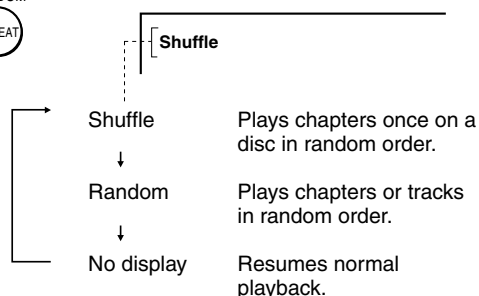 EAT
Shuffle
Shuffle Plays chapters once on a
disc in random order.
Random Plays chapters or tracks
in random order.
No display Resumes normal
playback.